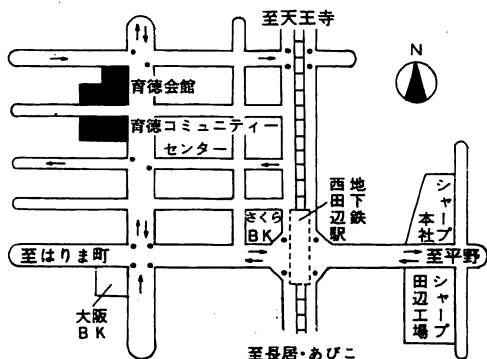 至天王寺
N
育徳会館
育徳コミュニティー
センター
地下鉄
西田辺駅
さくら
BK
シャープ
本社
至はりま町
至平野
大阪
BK
シャープ
田辺工場
至長居・あびこ